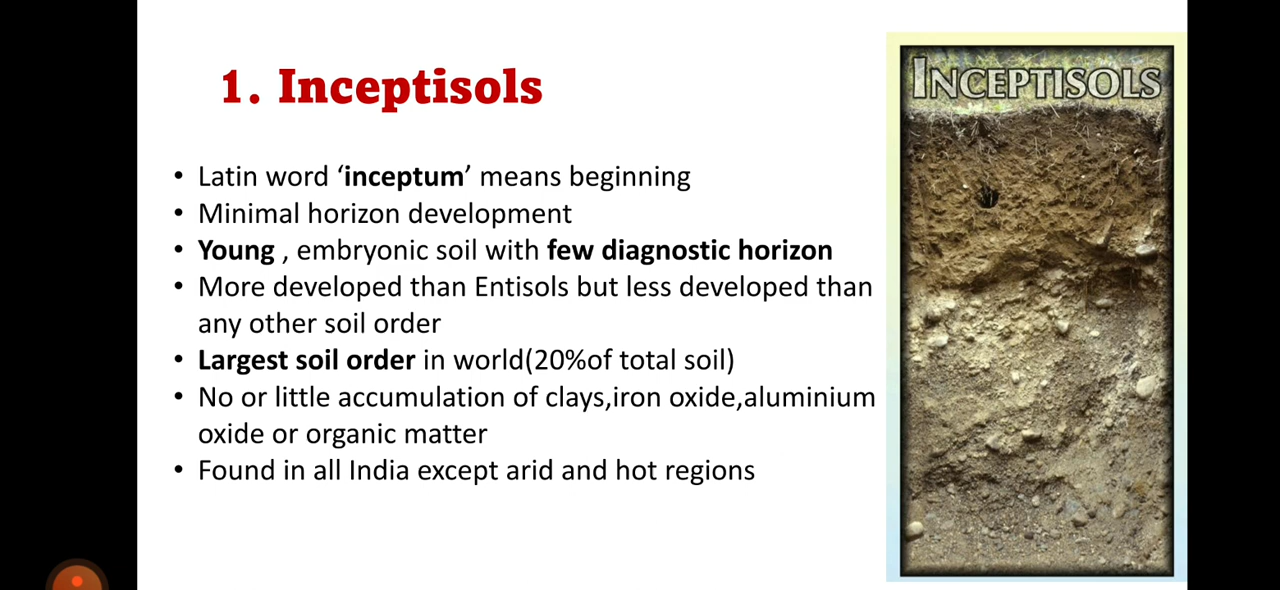 1. Inceptisols
INCEPTISOLS
• Latin word ‘inceptum’ means beginning
• Minimal horizon development
• Young , embryonic soil with few diagnostic horizon
• More developed than Entisols but less developed than
any other soil order
• Largest soil order in world(20%of total soil)
• No or little accumulation of clays,iron oxide,aluminium
oxide or organic matter
• Found in all India except arid and hot regions